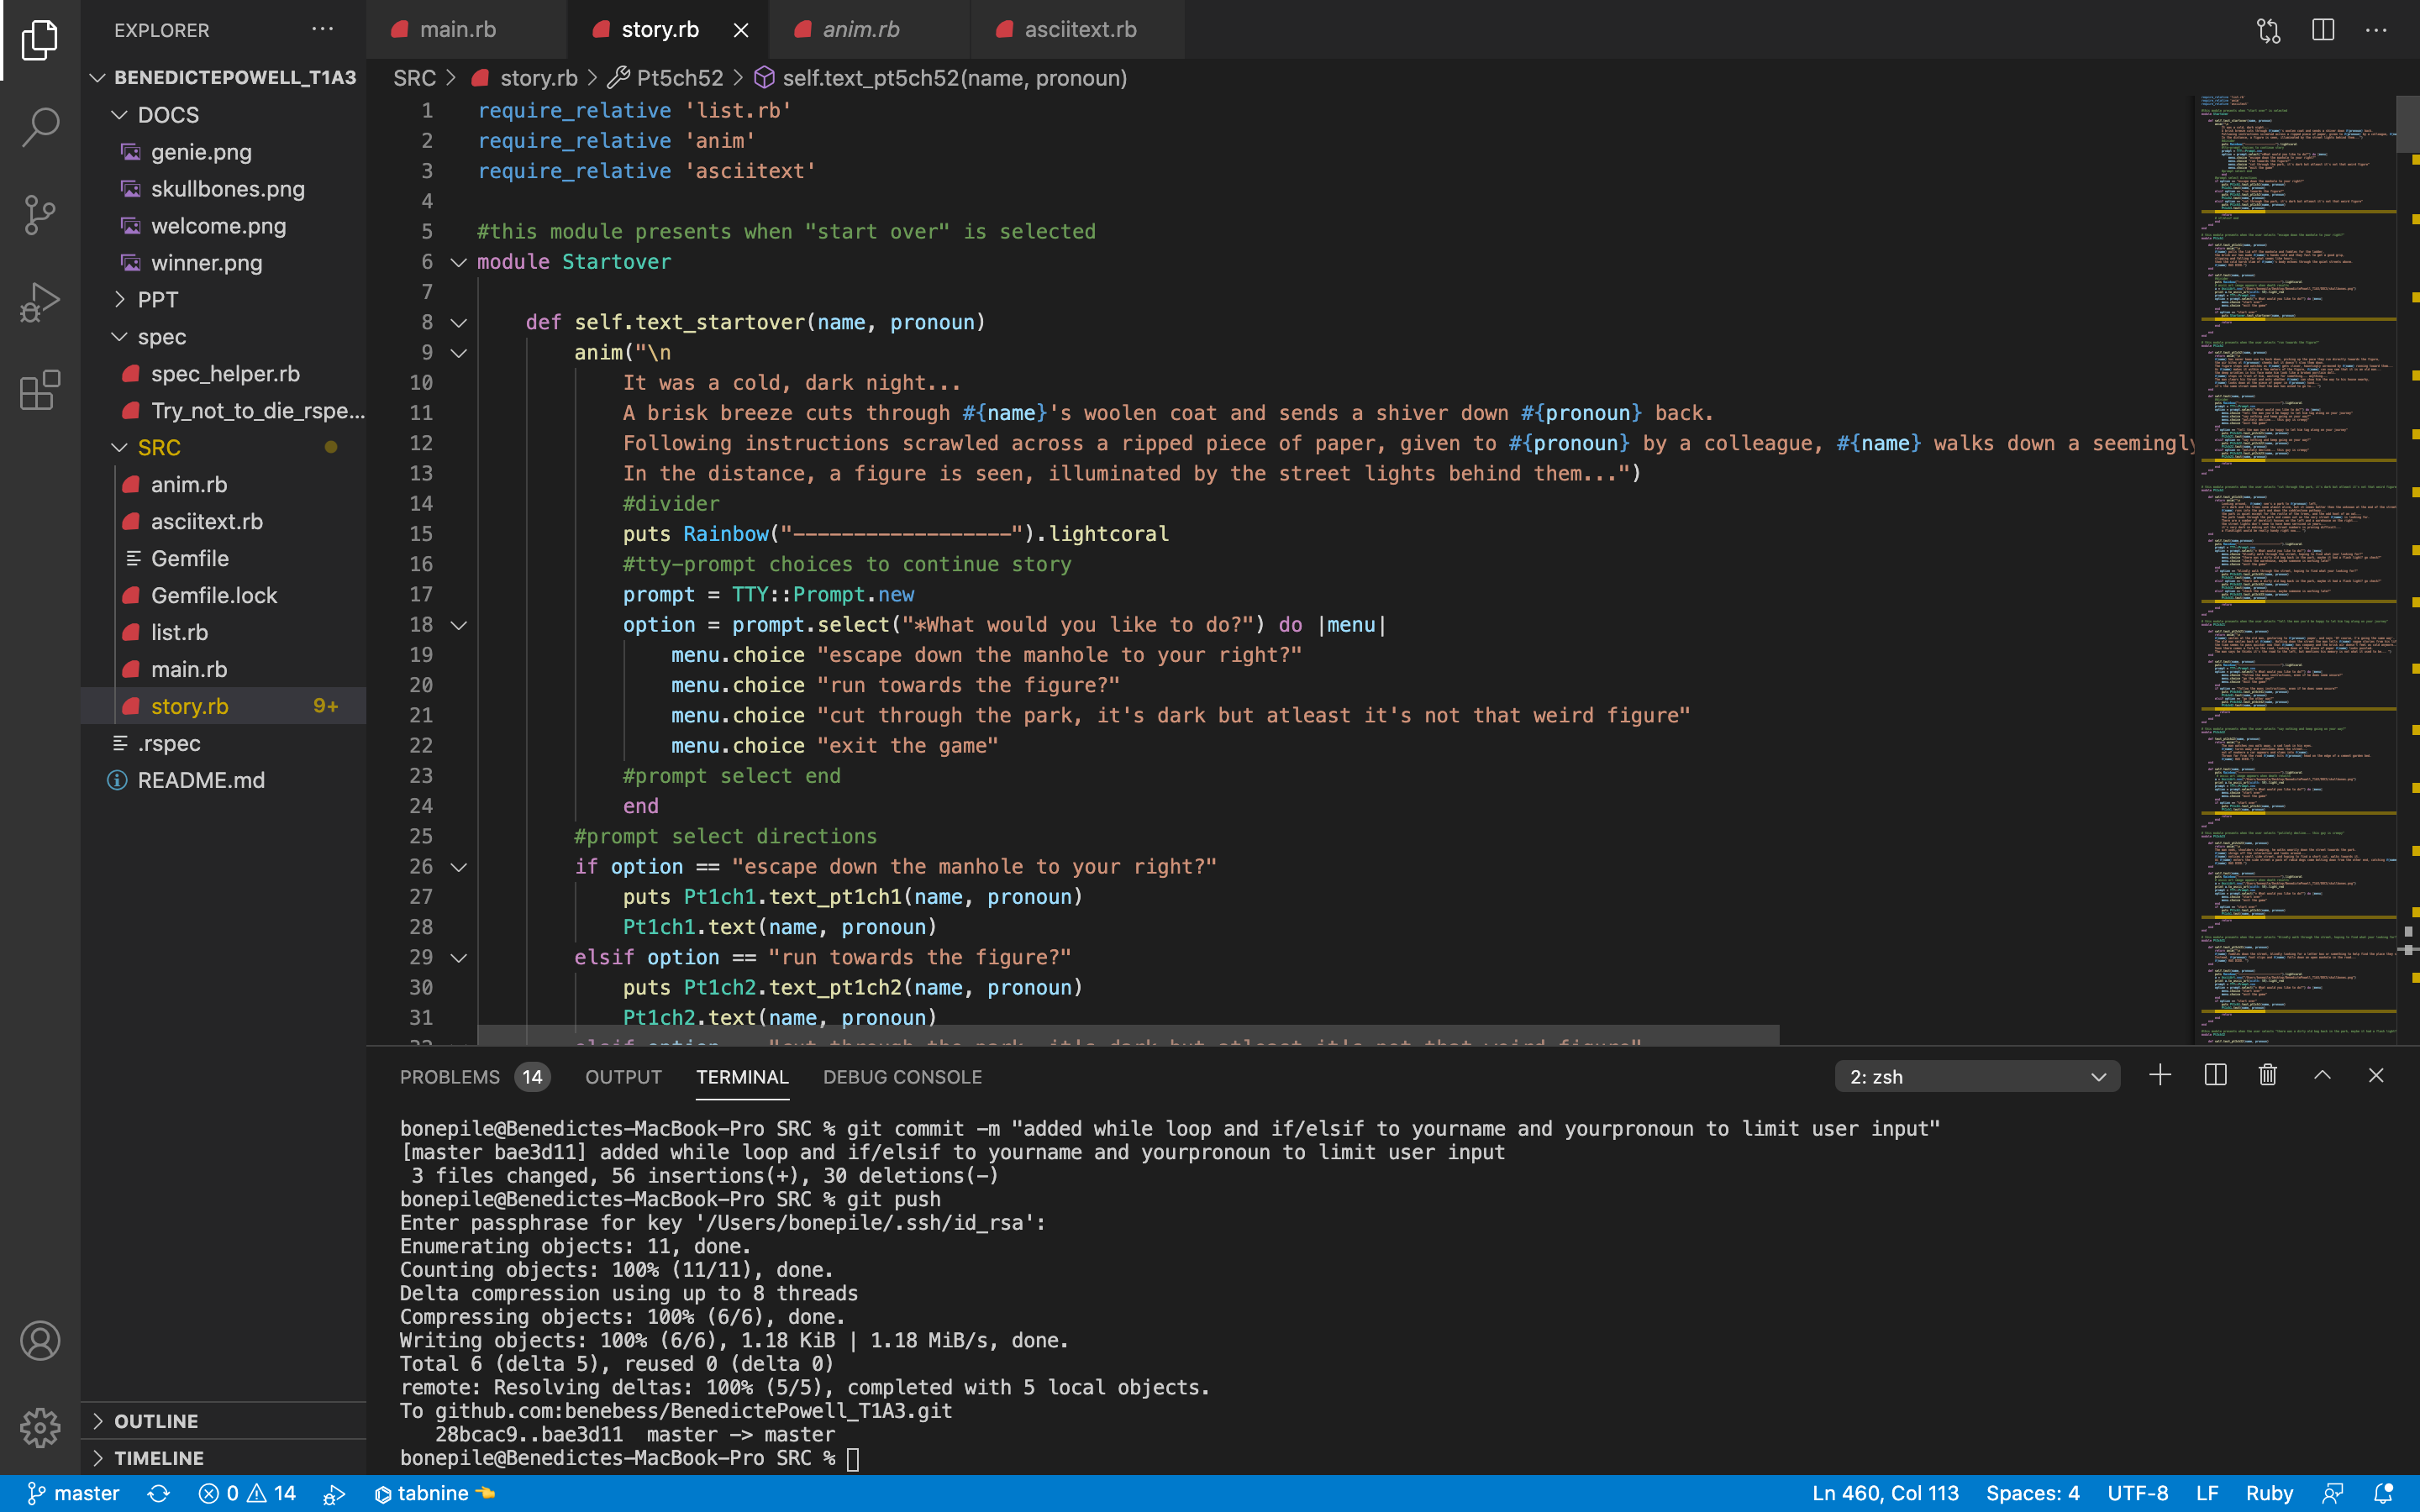 EXPLORER
BENEDICTEPOWELL_T1A3
DOCS
genie.png
skullbones.png
welcome.png
winner.png
PPT
spec
spec_helper.rb
Try_not_to_die_rspe...
SRC
anim.rb
asciitext.rb
Gemfile
Gemfile.lock
list.rb
main.rb
story.rb 9+
.rspec
README.md
OUTLINE
TIMELINE
main.rb story.rb anim.rb asciitext.rb
SRC > story.rb > Pt5ch52 > self.text_pt5ch52(name, pronoun)
1 require_relative 'list.rb'
2 require_relative 'anim'
3 require_relative 'asciitext'
4
5 #this module presents when "start over" is selected
6 module Startover
7
8 def self.text_startover(name, pronoun)
9 anim("\n
10 It was a cold, dark night...
11 A brisk breeze cuts through #{name}'s woolen coat and sends a shiver down #{pronoun} back.
12 Following instructions scrawled across a ripped piece of paper, given to #{pronoun} by a colleague, #{name} walks down a seemingly
13 In the distance, a figure is seen, illuminated by the street lights behind them...")
14 #divider
15 puts Rainbow("------------------").lightcoral
16 #tty-prompt choices to continue story
17 prompt = TTY::Prompt.new
18 option = prompt.select("*What would you like to do?") do |menu|
19 menu.choice "escape down the manhole to your right?"
20 menu.choice "run towards the figure?"
21 menu.choice "cut through the park, it's dark but atleast it's not that weird figure"
22 menu.choice "exit the game"
23 #prompt select end
24 end
25 #prompt select directions
26 if option == "escape down the manhole to your right?"
27 puts Pt1ch1.text_pt1ch1(name, pronoun)
28 Pt1ch1.text(name, pronoun)
29 elsif option == "run towards the figure?"
30 puts Pt1ch2.text_pt1ch2(name, pronoun)
31 Pt1ch2.text(name, pronoun)
32 elsif option == "cut through the park, it's dark but atleast it's not that weird figure"
PROBLEMS 14 OUTPUT TERMINAL DEBUG CONSOLE 2: zsh
bonepile@Benedictes-MacBook-Pro SRC % git commit -m "added while loop and if/elsif to yourname and yourpronoun to limit user input"
[master bae3d11] added while loop and if/elsif to yourname and yourpronoun to limit user input
3 files changed, 56 insertions(+), 30 deletions(-)
bonepile@Benedictes-MacBook-Pro SRC % git push
Enter passphrase for key '/Users/bonepile/.ssh/id_rsa':
Enumerating objects: 11, done.
Counting objects: 100% (11/11), done.
Delta compression using up to 8 threads
Compressing objects: 100% (6/6), done.
Writing objects: 100% (6/6), 1.18 KiB | 1.18 MiB/s, done.
Total 6 (delta 5), reused 0 (delta 0)
remote: Resolving deltas: 100% (5/5), completed with 5 local objects.
To github.com:benebess/BenedictePowell_T1A3.git
28bcac9..bae3d11 master -> master
bonepile@Benedictes-MacBook-Pro SRC %
master 0 14 tabnine Ln 460, Col 113 Spaces: 4 UTF-8 LF Ruby